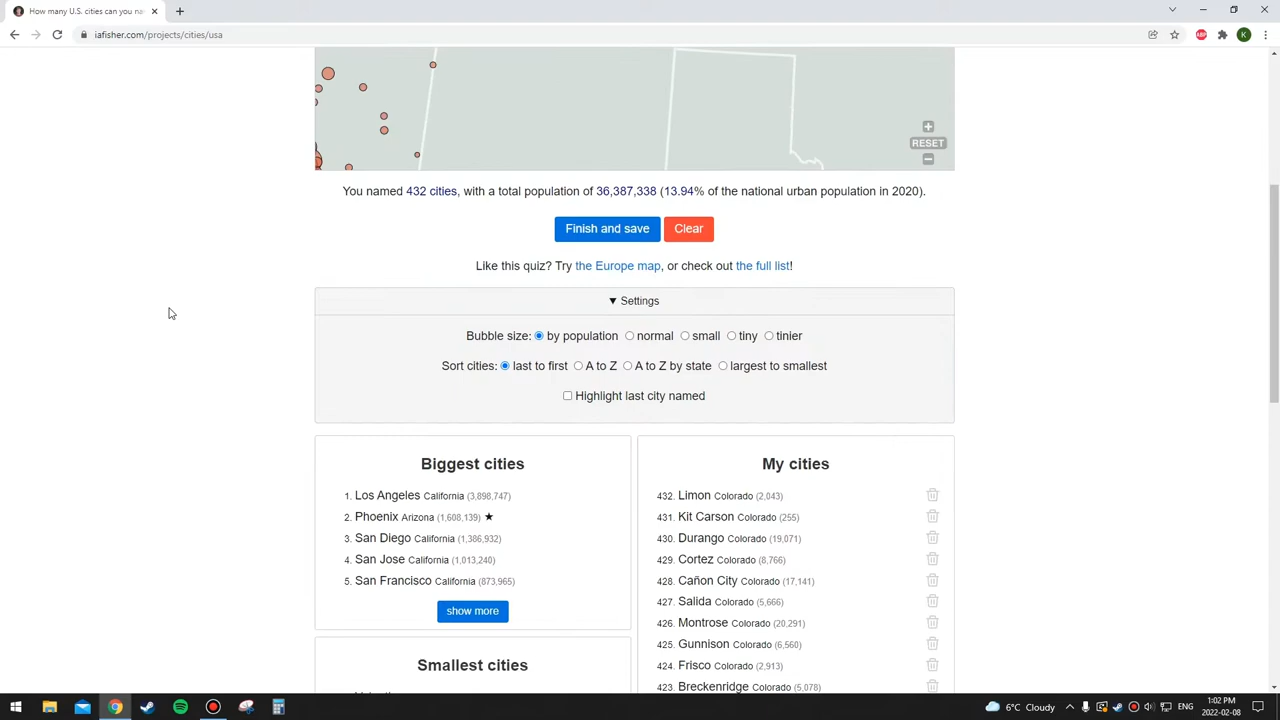 How many U.S. cities can you na
iafisher.com/projects/cities/usa
ABP
K
RESET
You named 432 cities, with a total population of 36,387,338 (13.94% of the national urban population in 2020).
Finish and save
Clear
Like this quiz? Try the Europe map, or check out the full list!
▼ Settings
Bubble size: by population normal small tiny tinier
Sort cities: last to first A to Z A to Z by state largest to smallest
Highlight last city named
Biggest cities
1. Los Angeles California (3,898,747)
2. Phoenix Arizona (1,608,139) ★
3. San Diego California (1,386,932)
4. San Jose California (1,013,240)
5. San Francisco California (873,965)
show more
Smallest cities
My cities
432. Limon Colorado (2,043)
431. Kit Carson Colorado (255)
430. Durango Colorado (19,071)
429. Cortez Colorado (8,766)
428. Cañon City Colorado (17,141)
427. Salida Colorado (5,666)
426. Montrose Colorado (20,291)
425. Gunnison Colorado (6,560)
424. Frisco Colorado (2,913)
423. Breckenridge Colorado (5,078)
6°C Cloudy
ENG
1:02 PM
2022-02-08